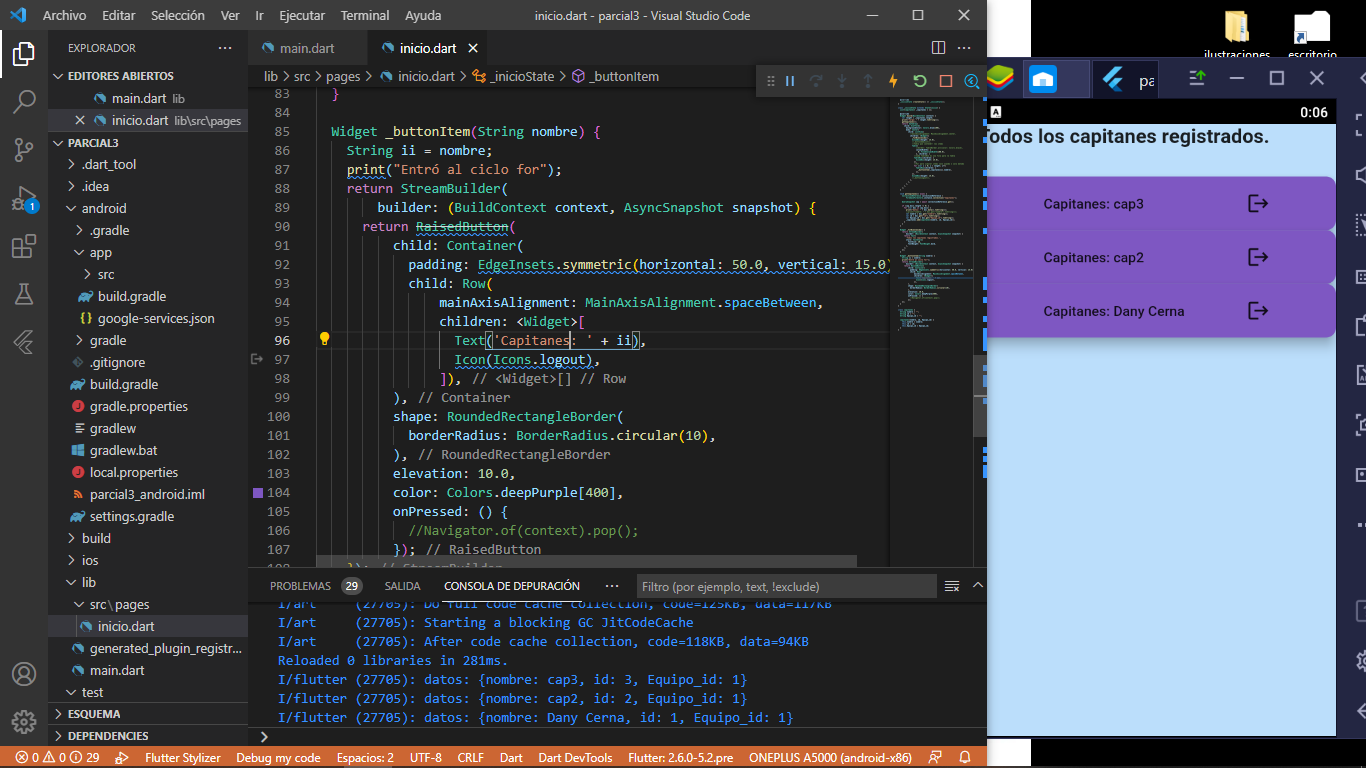 Archivo Editar Selección Ver Ir Ejecutar Terminal Ayuda
inicio.dart - parcial3 - Visual Studio Code
EXPLORADOR
EDITORES ABIERTOS
main.dart lib
inicio.dart lib\src\pages
PARCIAL3
.dart_tool
.idea
android
.gradle
app
src
build.gradle
google-services.json
gradle
.gitignore
build.gradle
gradle.properties
gradlew
gradlew.bat
local.properties
parcial3_android.iml
settings.gradle
build
ios
lib
src\pages
inicio.dart
generated_plugin_registr...
main.dart
test
ESQUEMA
DEPENDENCIES
1
main.dart
inicio.dart
lib > src > pages > inicio.dart > _inicioState > _buttonItem
83 }
84
85 Widget _buttonItem(String nombre) {
86 String ii = nombre;
87 print("Entró al ciclo for");
88 return StreamBuilder(
89 builder: (BuildContext context, AsyncSnapshot snapshot) {
90 return RaisedButton(
91 child: Container(
92 padding: EdgeInsets.symmetric(horizontal: 50.0, vertical: 15.0)
93 child: Row(
94 mainAxisAlignment: MainAxisAlignment.spaceBetween,
95 children: <Widget>[
96 Text('Capitanes: ' + ii),
97 Icon(Icons.logout),
98 ]), // <Widget>[] // Row
99 ), // Container
100 shape: RoundedRectangleBorder(
101 borderRadius: BorderRadius.circular(10),
102 ), // RoundedRectangleBorder
103 elevation: 10.0,
104 color: Colors.deepPurple[400],
105 onPressed: () {
106 //Navigator.of(context).pop();
107 }); // RaisedButton
108 }); // StreamBuilder
PROBLEMAS 29 SALIDA CONSOLA DE DEPURACIÓN
Filtro (por ejemplo, text, !exclude)
I/art (27705): Do full code cache collection, code=125KB, data=117KB
I/art (27705): Starting a blocking GC JitCodeCache
I/art (27705): After code cache collection, code=118KB, data=94KB
Reloaded 0 libraries in 281ms.
I/flutter (27705): datos: {nombre: cap3, id: 3, Equipo_id: 1}
I/flutter (27705): datos: {nombre: cap2, id: 2, Equipo_id: 1}
I/flutter (27705): datos: {nombre: Dany Cerna, id: 1, Equipo_id: 1}
0 0 29 Flutter Stylizer Debug my code Espacios: 2 UTF-8 CRLF Dart Dart DevTools Flutter: 2.6.0-5.2.pre ONEPLUS A5000 (android-x86)
ilustraciones
escritorio
pa
A
0:06
Todos los capitanes registrados.
Capitanes: cap3
Capitanes: cap2
Capitanes: Dany Cerna